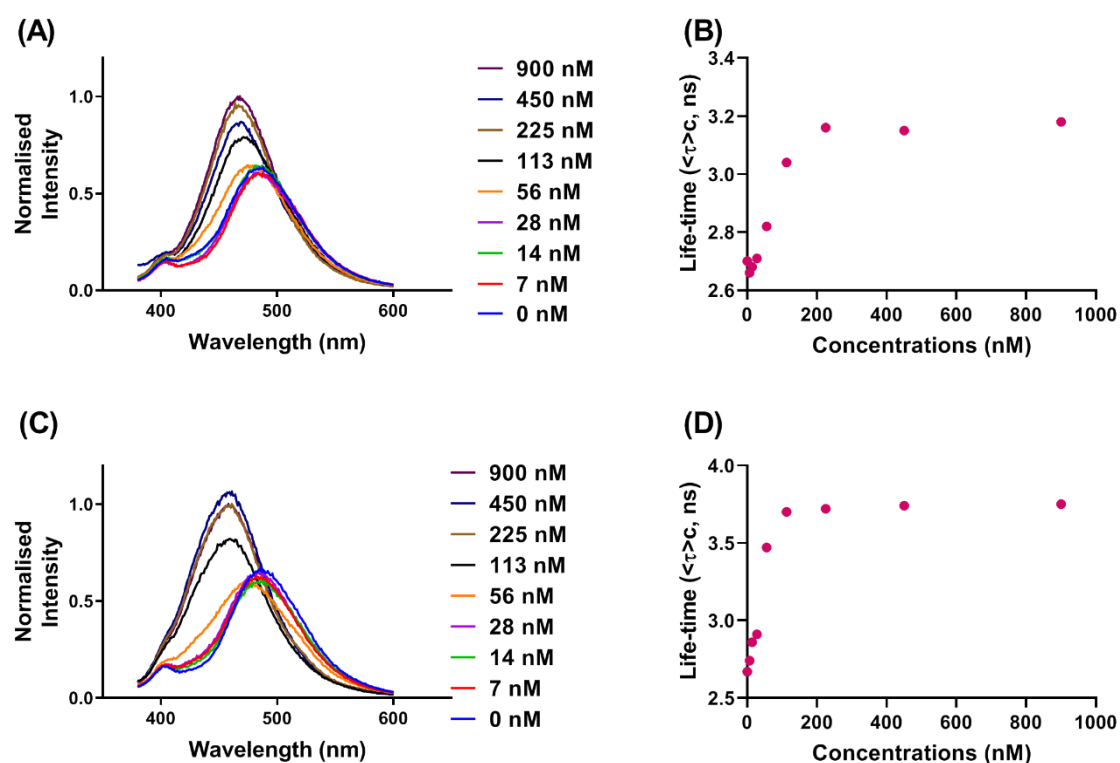 (A)
Normalised
Intensity
1.0
0.5
0.0
400
500
600
Wavelength (nm)
900 nM
450 nM
225 nM
113 nM
56 nM
28 nM
14 nM
7 nM
0 nM
(B)
Life-time (<τ>c, ns)
3.4
3.2
3.0
2.8
2.6
0
200
400
600
800
1000
Concentrations (nM)
(C)
Normalised
Intensity
1.0
0.5
0.0
400
500
600
Wavelength (nm)
900 nM
450 nM
225 nM
113 nM
56 nM
28 nM
14 nM
7 nM
0 nM
(D)
Life-time (<τ>c, ns)
4.0
3.5
3.0
2.5
0
200
400
600
800
1000
Concentrations (nM)